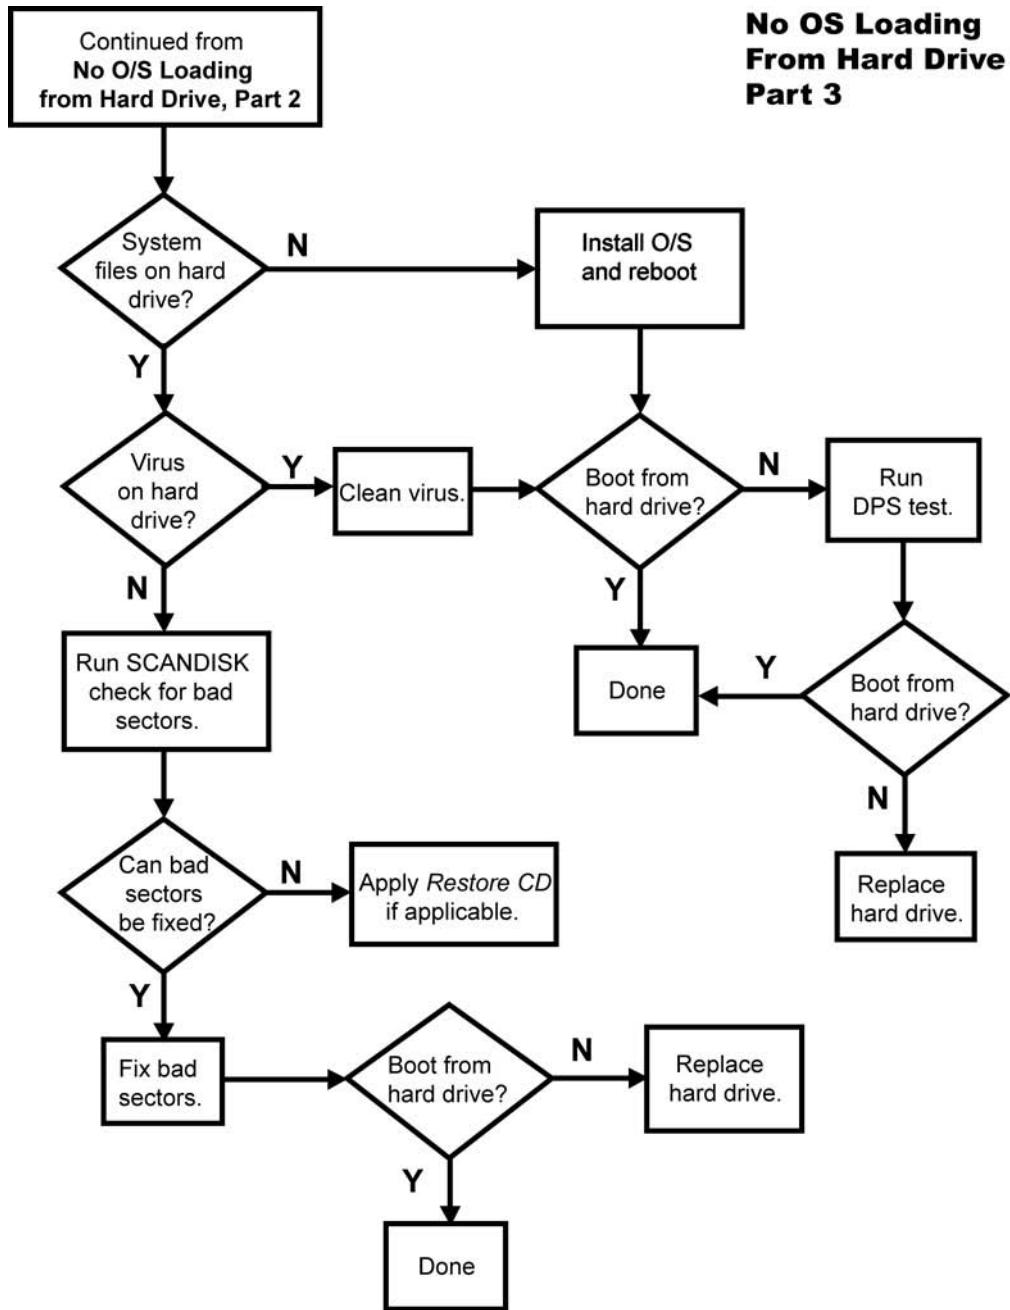 No OS Loading
From Hard Drive
Part 3
Continued from
No O/S Loading
from Hard Drive, Part 2
System
files on hard
drive?
N
Install O/S
and reboot
Y
Virus
on hard
drive?
Y
Clean virus.
Boot from
hard drive?
N
Run
DPS test.
N
Y
Run SCANDISK
check for bad
sectors.
Done
Y
Boot from
hard drive?
N
Can bad
sectors
be fixed?
N
Apply Restore CD
if applicable.
Replace
hard drive.
Y
Fix bad
sectors.
Boot from
hard drive?
N
Replace
hard drive.
Y
Done